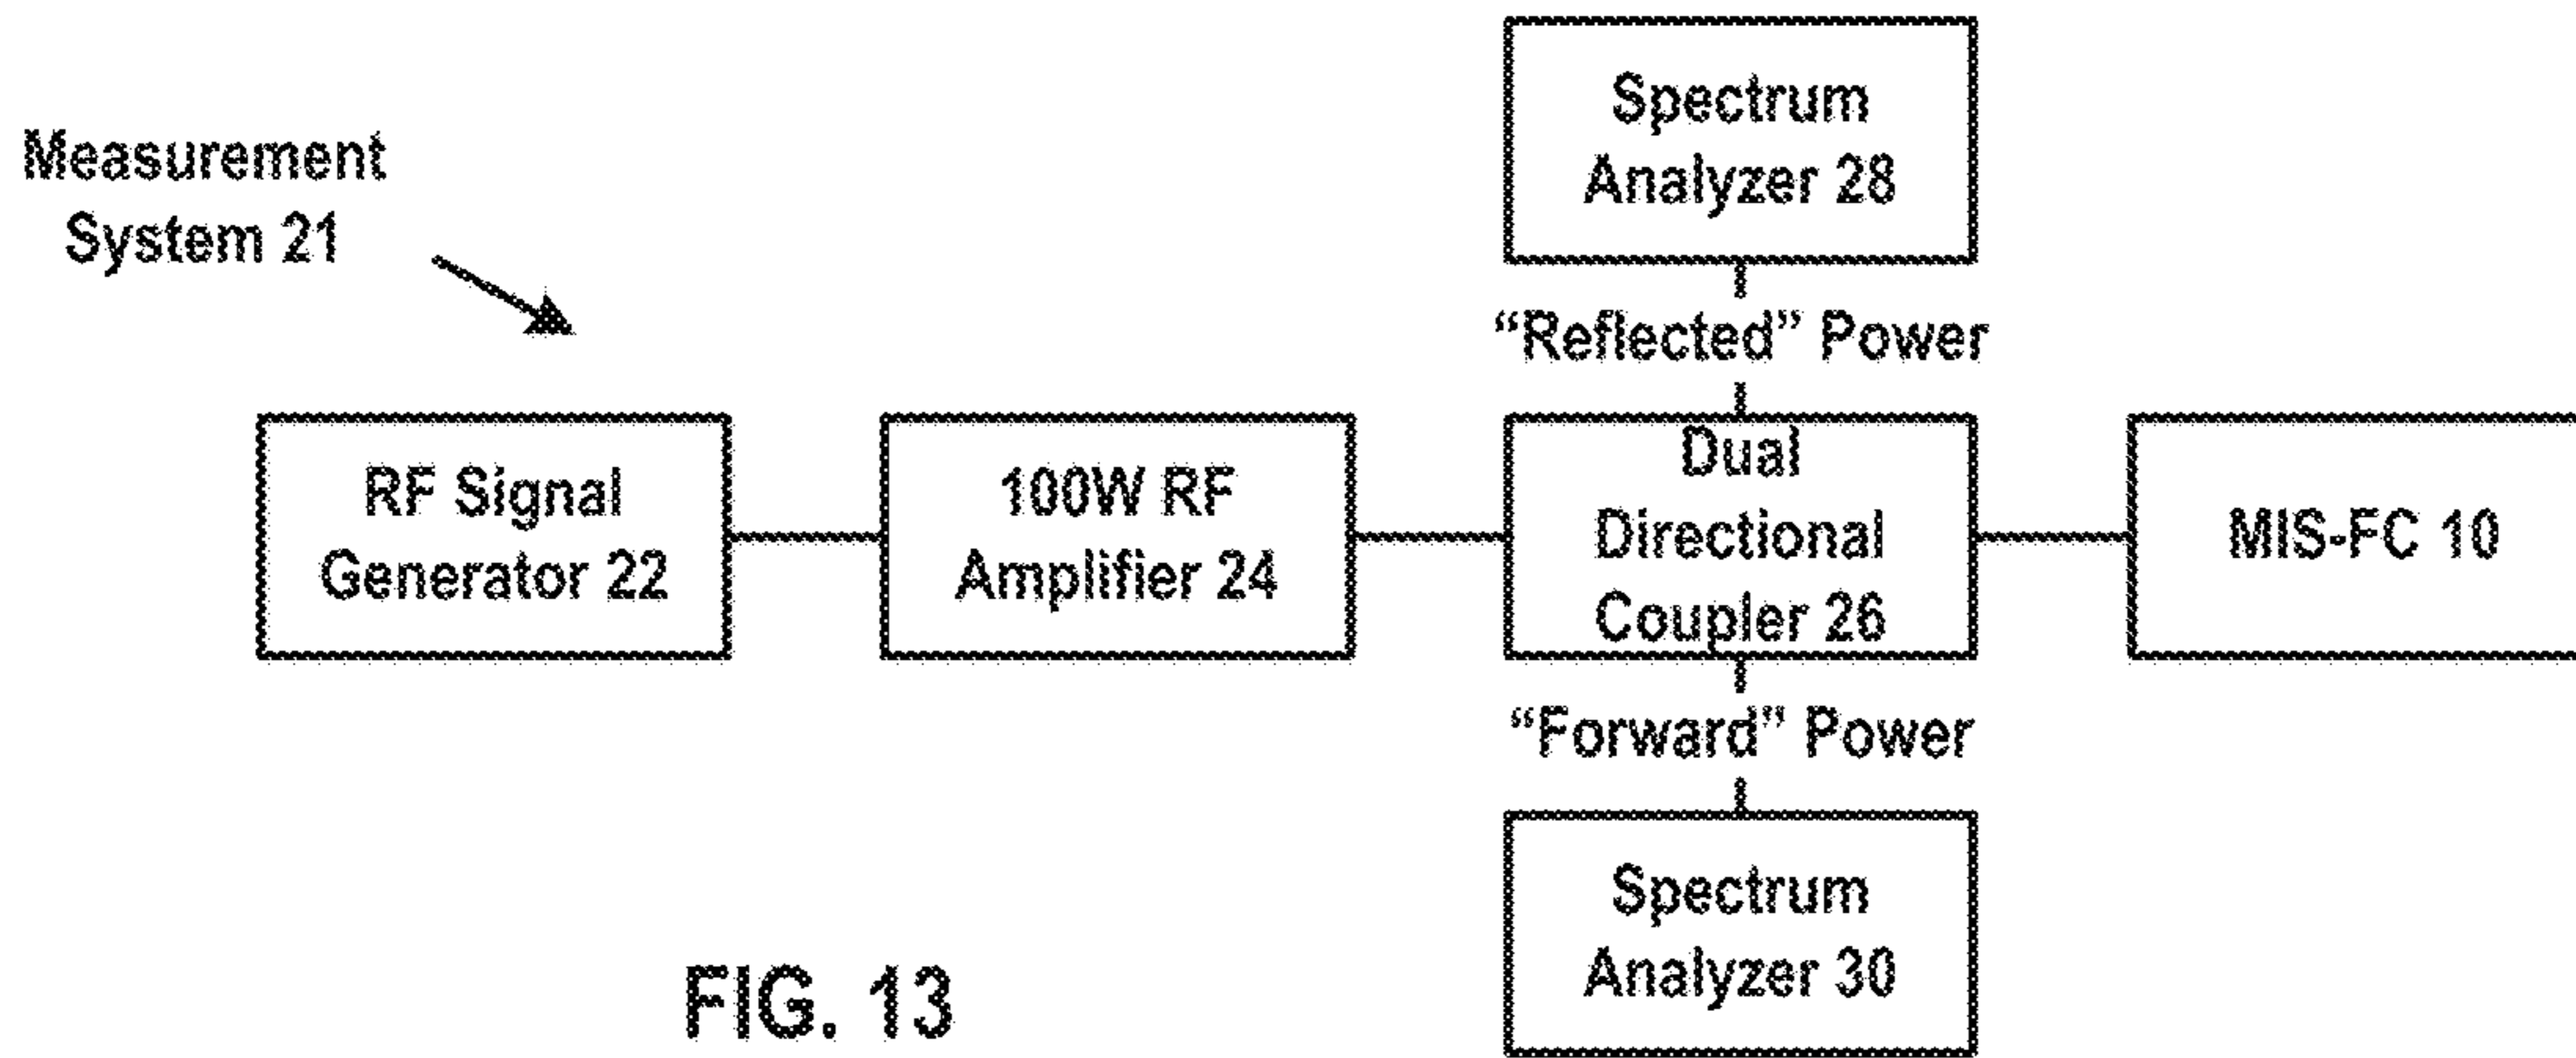 Spectrum
Analyzer 28
Measurement
System 21
“Reflected” Power
RF Signal
Generator 22
100W RF
Amplifier 24
Dual
Directional
Coupler 26
MIS-FC 10
“Forward” Power
Spectrum
Analyzer 30
FIG. 13